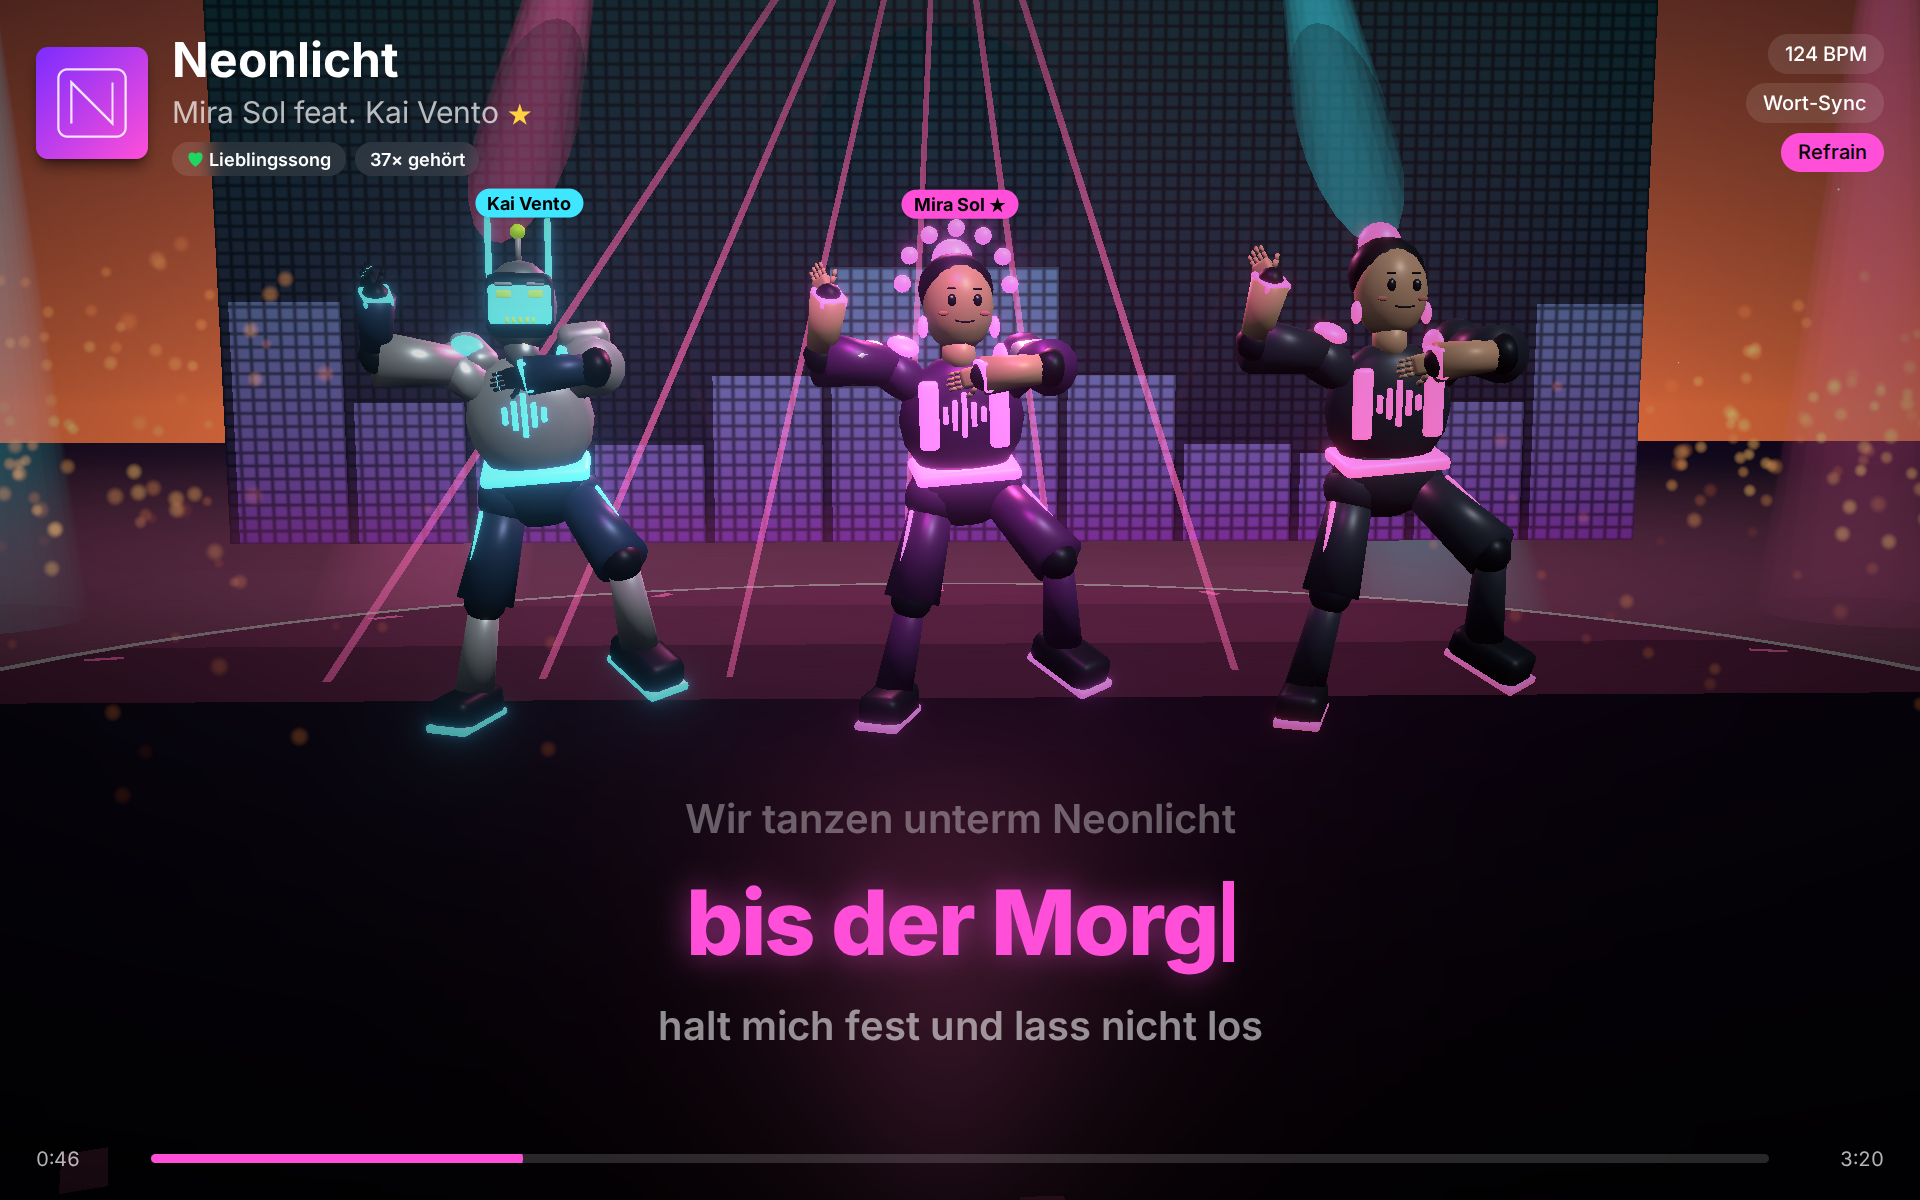 N
Neonlicht
Mira Sol feat. Kai Vento ★
Lieblingssong
37× gehört
124 BPM
Wort-Sync
Refrain
Kai Vento
Mira Sol ★
Wir tanzen unterm Neonlicht
bis der Morg
halt mich fest und lass nicht los
0:46
3:20